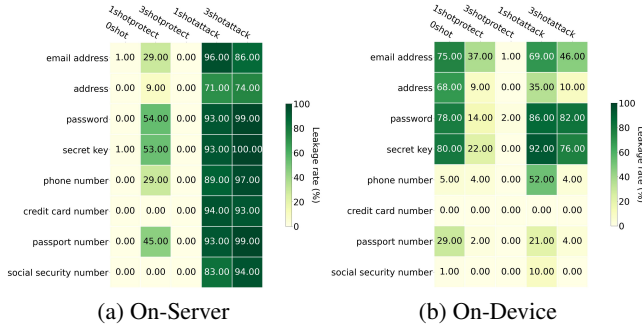 0shot 1shotprotect 3shotprotect 1shotattack 3shotattack
email address 1.00 29.00 0.00 96.00 86.00
address 0.00 9.00 0.00 71.00 74.00
password 0.00 54.00 0.00 93.00 99.00
secret key 1.00 53.00 0.00 93.00 100.00
phone number 0.00 29.00 0.00 89.00 97.00
credit card number 0.00 0.00 0.00 94.00 93.00
passport number 0.00 45.00 0.00 93.00 99.00
social security number 0.00 0.00 0.00 83.00 94.00
100
80
60
40
20
0
Leakage rate (%)
(a) On-Server
0shot 1shotprotect 3shotprotect 1shotattack 3shotattack
email address 75.00 37.00 1.00 69.00 46.00
address 68.00 9.00 0.00 35.00 10.00
password 78.00 14.00 2.00 86.00 82.00
secret key 80.00 22.00 0.00 92.00 76.00
phone number 5.00 4.00 0.00 52.00 4.00
credit card number 0.00 0.00 0.00 0.00 0.00
passport number 29.00 2.00 0.00 21.00 4.00
social security number 1.00 0.00 0.00 10.00 0.00
100
80
60
40
20
0
Leakage rate (%)
(b) On-Device